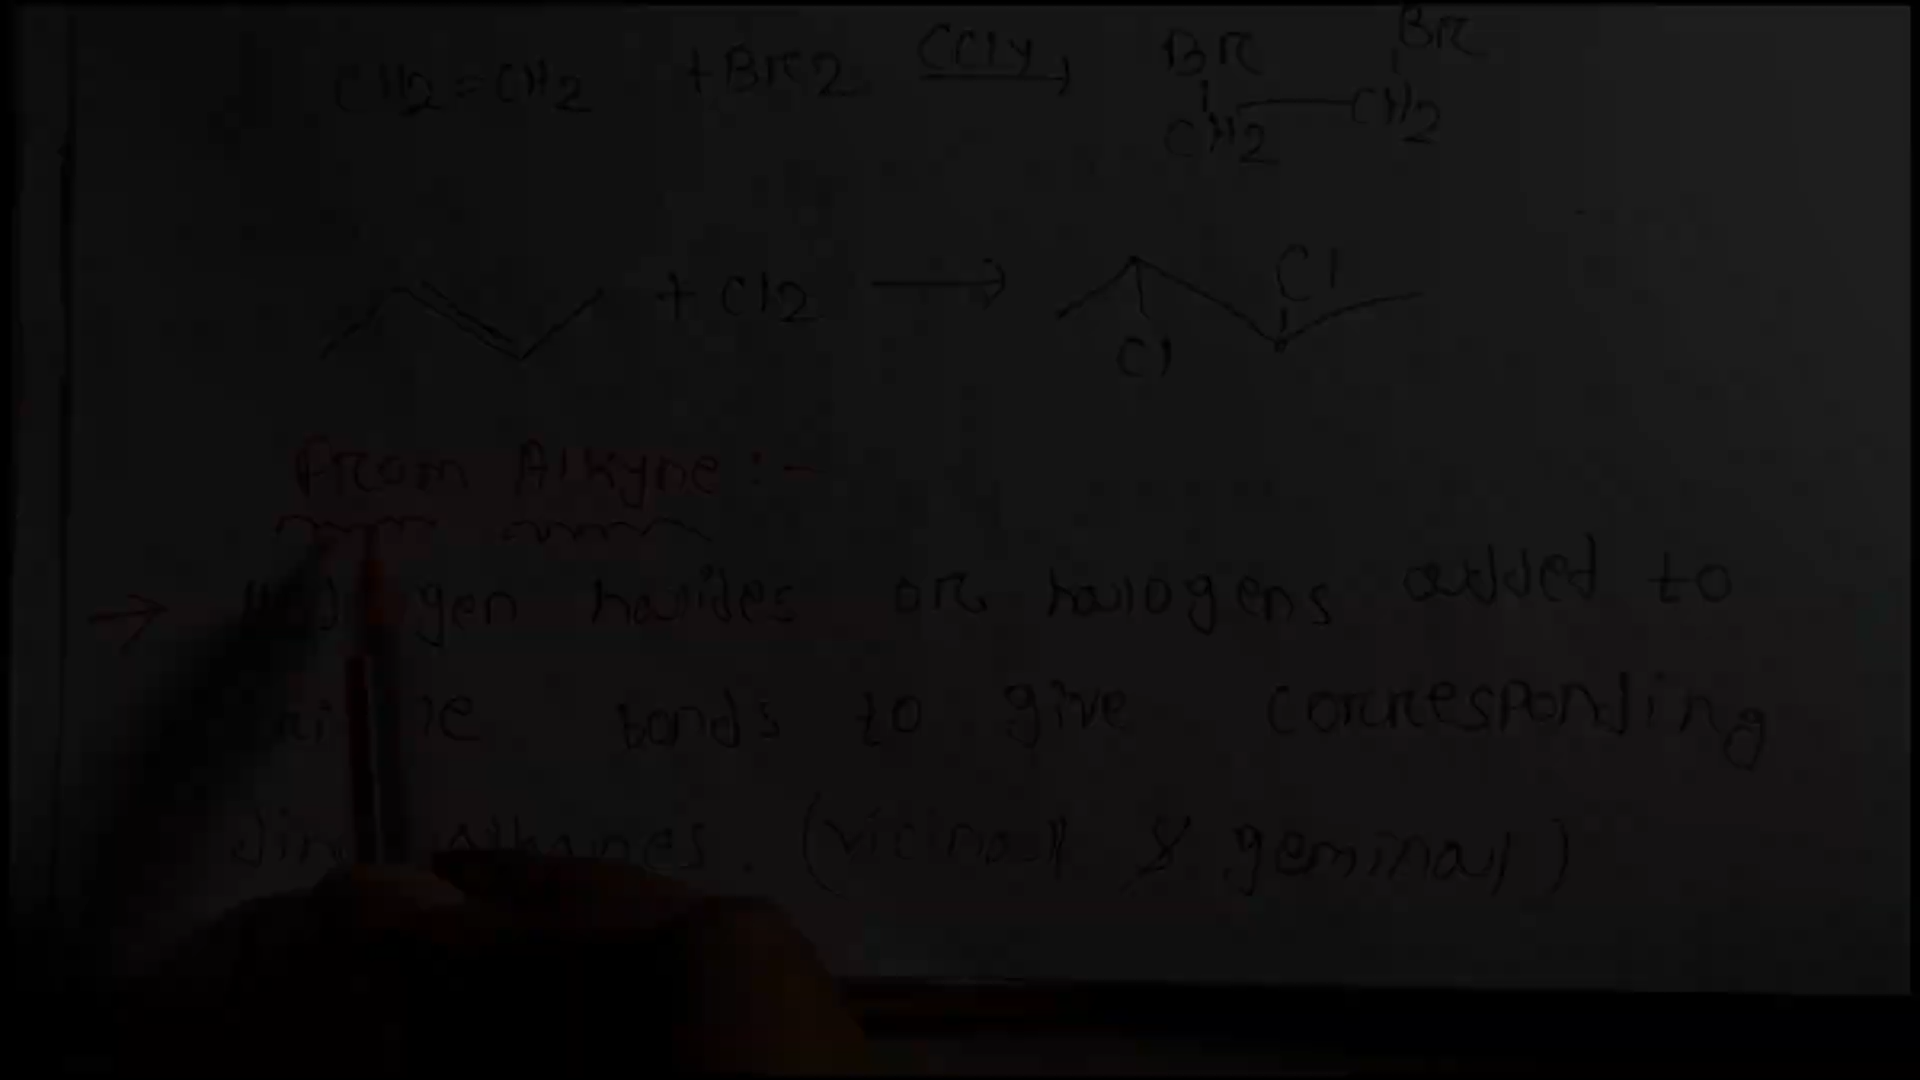 CH2=CH2 +Br2 CCl4 Br Br
CH2 CH2
+ Cl2 Cl
Cl
From Alkyne :-
→ gen halides or halogens added to
bonds to give corresponding
(vicinal & geminal)